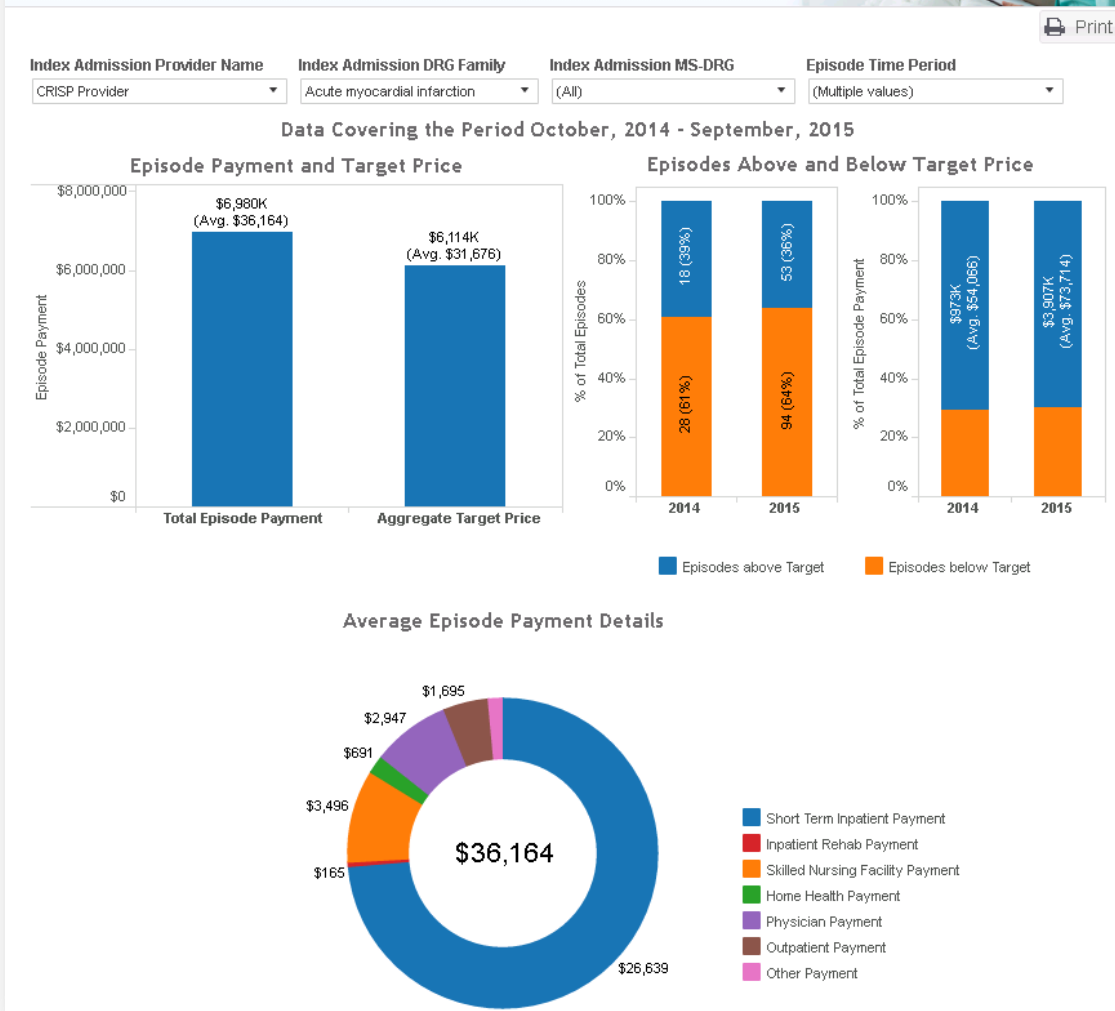 Print
Index Admission Provider Name
Index Admission DRG Family
Index Admission MS-DRG
Episode Time Period
CRISP Provider
Acute myocardial infarction
(All)
(Multiple values)
Data Covering the Period October, 2014 - September, 2015
Episode Payment and Target Price
$8,000,000
$6,000,000
$4,000,000
$2,000,000
$0
Episode Payment
$6,980K
(Avg. $36,164)
$6,114K
(Avg. $31,676)
Total Episode Payment
Aggregate Target Price
Episodes Above and Below Target Price
100%
80%
60%
40%
20%
0%
% of Total Episodes
18 (39%)
28 (61%)
53 (36%)
94 (64%)
2014
2015
100%
80%
60%
40%
20%
0%
% of Total Episode Payment
$973K
(Avg. $54,066)
$3,907K
(Avg. $73,714)
2014
2015
Episodes above Target
Episodes below Target
Average Episode Payment Details
$1,695
$2,947
$691
$3,496
$165
$36,164
$26,639
Short Term Inpatient Payment
Inpatient Rehab Payment
Skilled Nursing Facility Payment
Home Health Payment
Physician Payment
Outpatient Payment
Other Payment